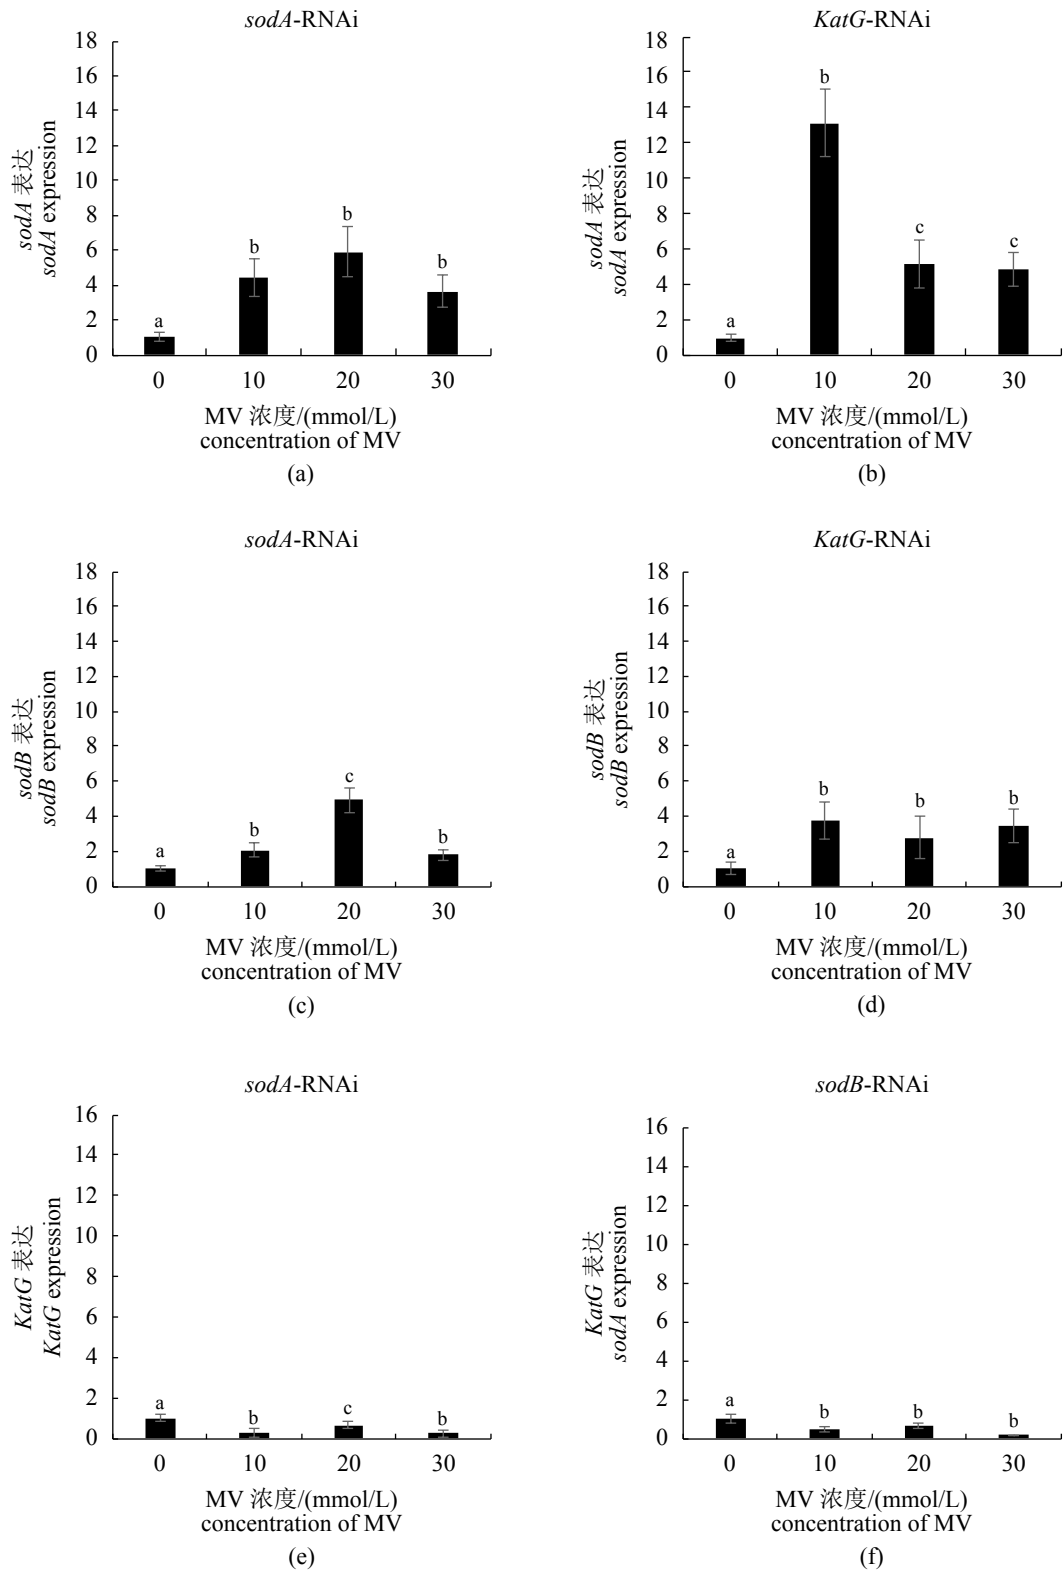 sodA-RNAi
18
16
14
12
10
8
6
4
2
0
sodA 表达
sodA expression
a
b
b
b
0 10 20 30
MV 浓度/(mmol/L)
concentration of MV
(a)
KatG-RNAi
18
16
14
12
10
8
6
4
2
0
sodA 表达
sodA expression
a
b
c
c
0 10 20 30
MV 浓度/(mmol/L)
concentration of MV
(b)
sodA-RNAi
18
16
14
12
10
8
6
4
2
0
sodB 表达
sodB expression
a
b
c
b
0 10 20 30
MV 浓度/(mmol/L)
concentration of MV
(c)
KatG-RNAi
18
16
14
12
10
8
6
4
2
0
sodB 表达
sodB expression
a
b
b
b
0 10 20 30
MV 浓度/(mmol/L)
concentration of MV
(d)
sodA-RNAi
16
14
12
10
8
6
4
2
0
KatG 表达
KatG expression
a
b
c
b
0 10 20 30
MV 浓度/(mmol/L)
concentration of MV
(e)
sodB-RNAi
16
14
12
10
8
6
4
2
0
KatG 表达
sodA expression
a
b
b
b
0 10 20 30
MV 浓度/(mmol/L)
concentration of MV
(f)